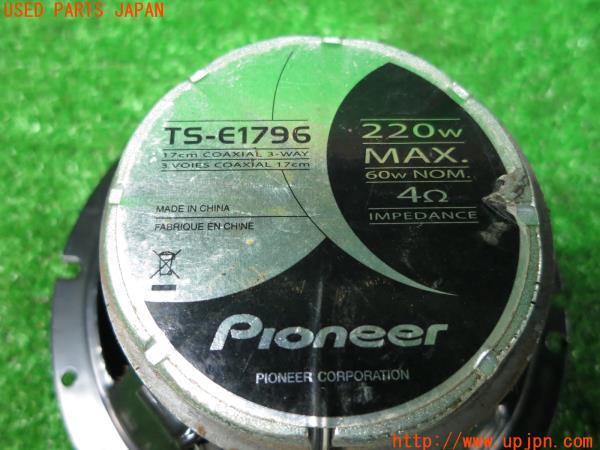 USED PARTS JAPAN
TS-E1796
17cm COAXIAL 3-WAY
3 VOIES COAXIAL 17cm
220w
MAX.
60w NOM.
4Ω
IMPEDANCE
MADE IN CHINA
FABRIQUE EN CHINE
Pioneer
PIONEER CORPORATION
http://www.upjpn.com/